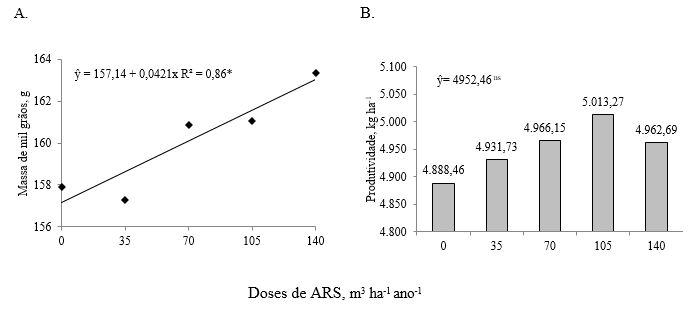 A.
B.
ŷ = 157,14 + 0,0421x R² = 0,86*
Massa de mil grãos, g
164
162
160
158
156
0 35 70 105 140
ŷ= 4952,46 ns
Produtividade, kg ha-1
5.100
5.050
5.000
4.950
4.900
4.850
4.800
4.888,46
4.931,73
4.966,15
5.013,27
4.962,69
0 35 70 105 140
Doses de ARS, m³ ha-1 ano-1